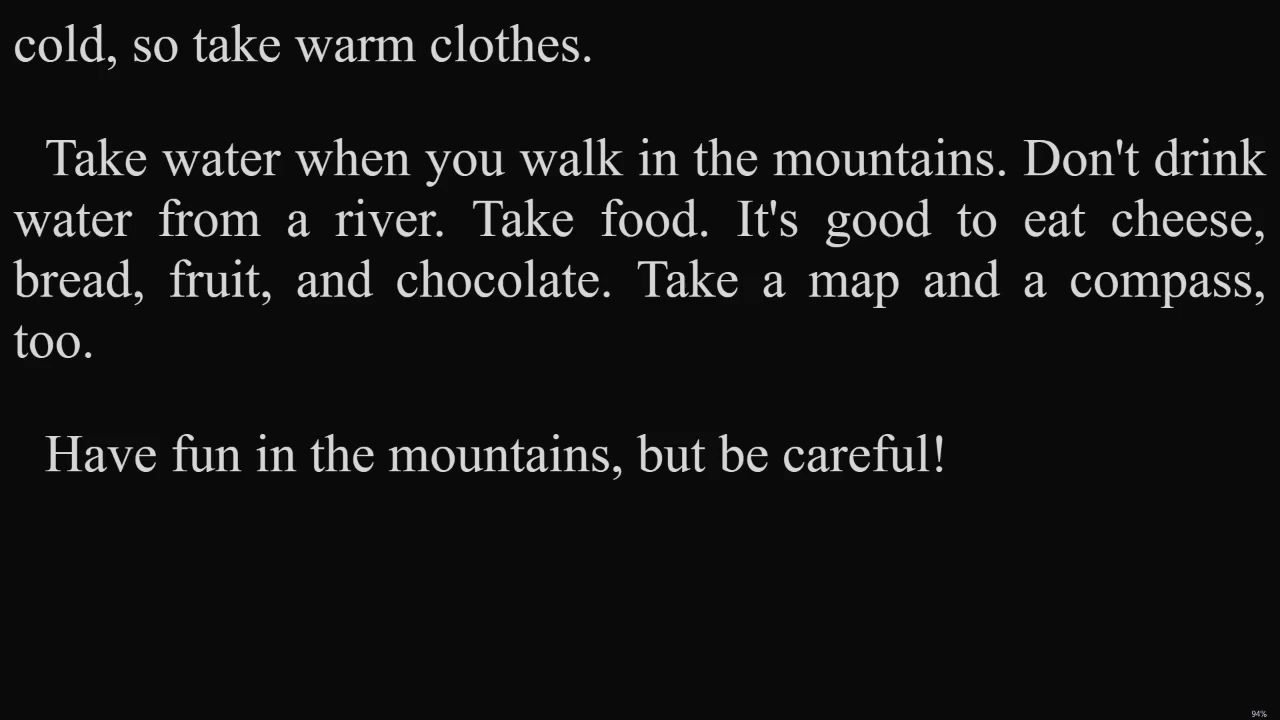 cold, so take warm clothes.
Take water when you walk in the mountains. Don't drink
water from a river. Take food. It's good to eat cheese,
bread, fruit, and chocolate. Take a map and a compass,
too.
Have fun in the mountains, but be careful!
94%